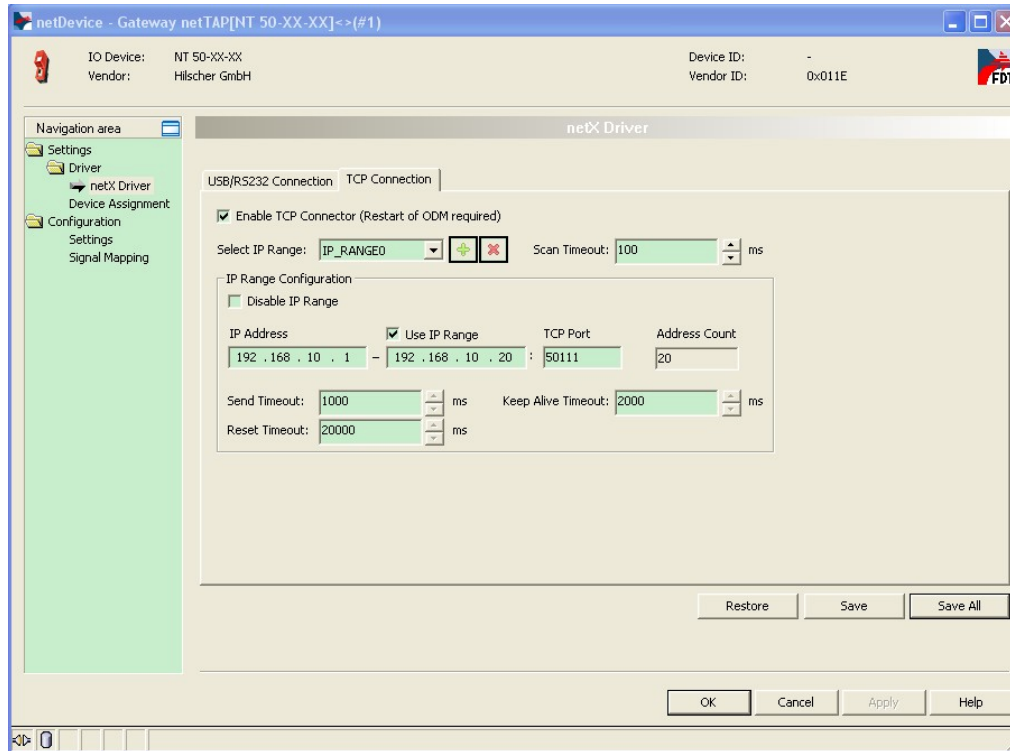 netDevice - Gateway netTAP[NT 50-XX-XX]<>(#1)
IO Device: NT 50-XX-XX Device ID: -
Vendor: Hilscher GmbH Vendor ID: 0x011E
FDT
Navigation area
netX Driver
Settings
Driver
netX Driver
Device Assignment
Configuration
Settings
Signal Mapping
USB/RS232 Connection TCP Connection
Enable TCP Connector (Restart of ODM required)
Select IP Range: IP_RANGE0 Scan Timeout: 100 ms
IP Range Configuration
Disable IP Range
IP Address Use IP Range TCP Port Address Count
192 . 168 . 10 . 1 - 192 . 168 . 10 . 20 : 50111 20
Send Timeout: 1000 ms Keep Alive Timeout: 2000 ms
Reset Timeout: 20000 ms
Restore Save Save All
OK Cancel Apply Help